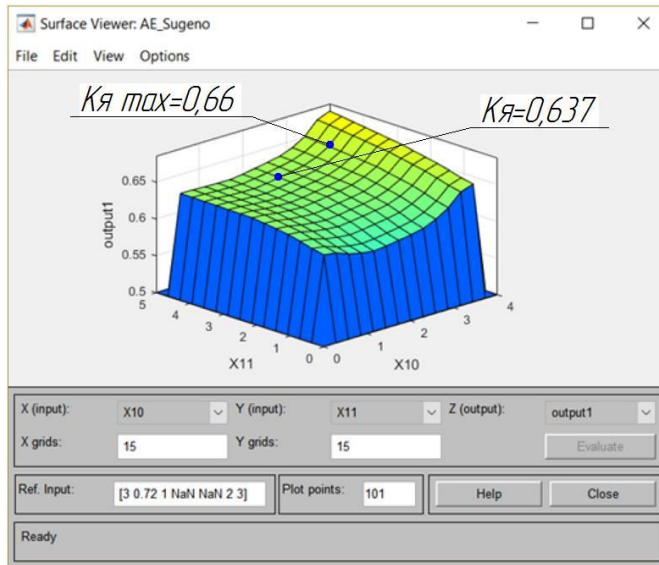 Surface Viewer: AE_Sugeno
File Edit View Options
Kя max=0,66
Kя=0,637
0.65
0.6
0.55
0.5
output1
5
4
3
2
1
0
X11
0
1
2
3
4
X10
X (input): X10 Y (input): X11 Z (output): output1
X grids: 15 Y grids: 15 Evaluate
Ref. Input: [3 0.72 1 NaN NaN 2 3] Plot points: 101 Help Close
Ready